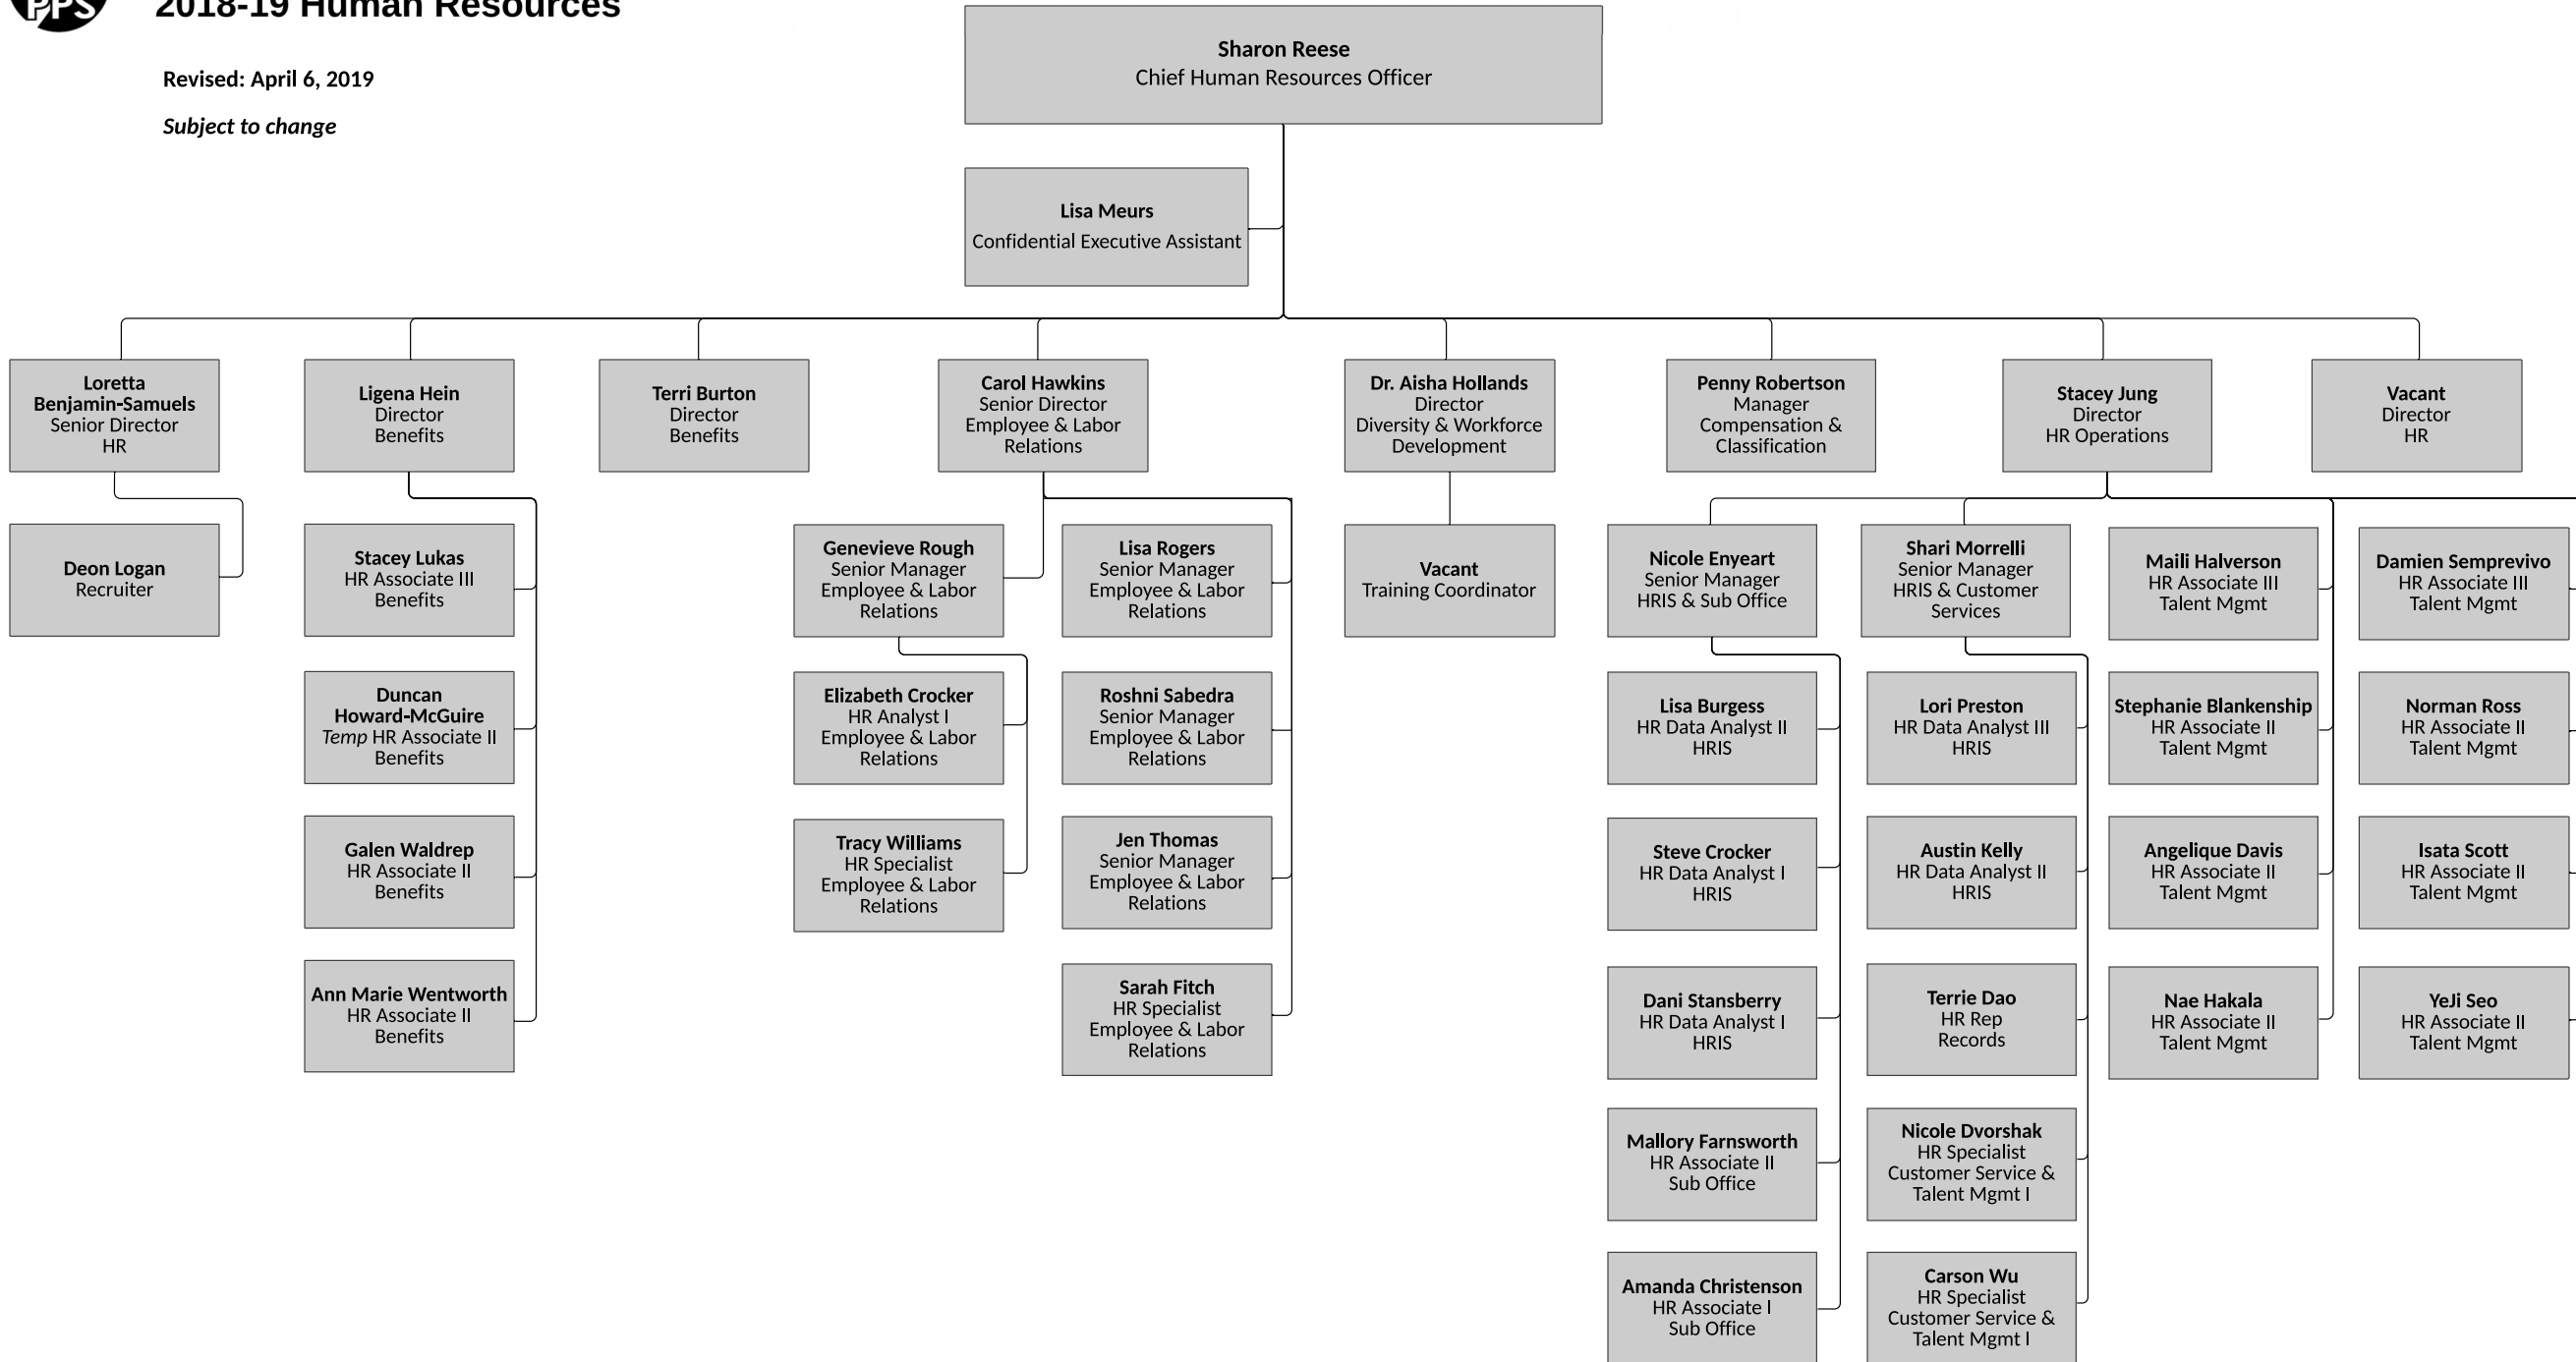 PPS
2018-19 Human Resources
Revised: April 6, 2019
Subject to change
Sharon Reese
Chief Human Resources Officer
Lisa Meurs
Confidential Executive Assistant
Loretta
Benjamin-Samuels
Senior Director
HR
Ligena Hein
Director
Benefits
Terri Burton
Director
Benefits
Carol Hawkins
Senior Director
Employee & Labor
Relations
Dr. Aisha Hollands
Director
Diversity & Workforce
Development
Penny Robertson
Manager
Compensation &
Classification
Stacey Jung
Director
HR Operations
Vacant
Director
HR
Deon Logan
Recruiter
Stacey Lukas
HR Associate III
Benefits
Duncan
Howard-McGuire
Temp HR Associate II
Benefits
Galen Waldrep
HR Associate II
Benefits
Ann Marie Wentworth
HR Associate II
Benefits
Genevieve Rough
Senior Manager
Employee & Labor
Relations
Elizabeth Crocker
HR Analyst I
Employee & Labor
Relations
Tracy Williams
HR Specialist
Employee & Labor
Relations
Lisa Rogers
Senior Manager
Employee & Labor
Relations
Roshni Sabedra
Senior Manager
Employee & Labor
Relations
Jen Thomas
Senior Manager
Employee & Labor
Relations
Sarah Fitch
HR Specialist
Employee & Labor
Relations
Vacant
Training Coordinator
Nicole Enyeart
Senior Manager
HRIS & Sub Office
Lisa Burgess
HR Data Analyst II
HRIS
Steve Crocker
HR Data Analyst I
HRIS
Dani Stansberry
HR Data Analyst I
HRIS
Mallory Farnsworth
HR Associate II
Sub Office
Amanda Christenson
HR Associate I
Sub Office
Shari Morrelli
Senior Manager
HRIS & Customer
Services
Lori Preston
HR Data Analyst III
HRIS
Austin Kelly
HR Data Analyst II
HRIS
Terrie Dao
HR Rep
Records
Nicole Dvorshak
HR Specialist
Customer Service &
Talent Mgmt I
Carson Wu
HR Specialist
Customer Service &
Talent Mgmt I
Maili Halverson
HR Associate III
Talent Mgmt
Stephanie Blankenship
HR Associate II
Talent Mgmt
Angelique Davis
HR Associate II
Talent Mgmt
Nae Hakala
HR Associate II
Talent Mgmt
Damien Semprevivo
HR Associate III
Talent Mgmt
Norman Ross
HR Associate II
Talent Mgmt
Isata Scott
HR Associate II
Talent Mgmt
YeJi Seo
HR Associate II
Talent Mgmt